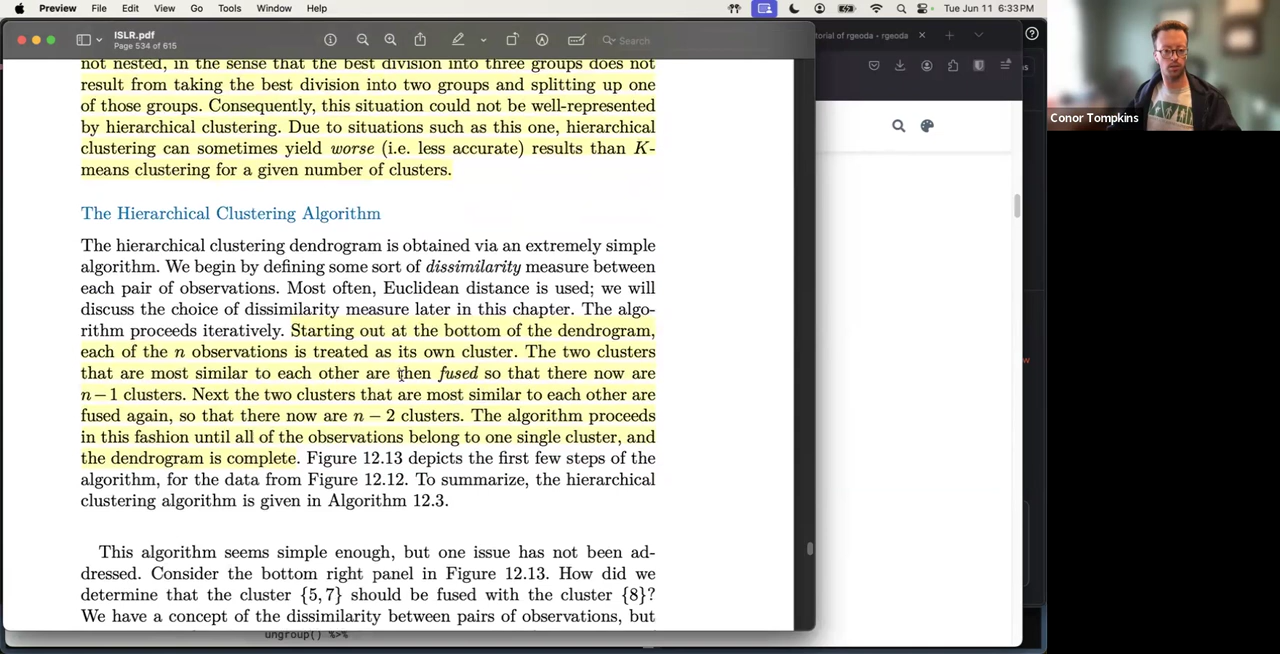 Preview File Edit View Go Tools Window Help Tue Jun 11 6:33 PM
ISLR.pdf
Page 534 of 615
Search
torial of rgeoda - rgeoda
not nested, in the sense that the best division into three groups does not
result from taking the best division into two groups and splitting up one
of those groups. Consequently, this situation could not be well-represented
by hierarchical clustering. Due to situations such as this one, hierarchical
clustering can sometimes yield worse (i.e. less accurate) results than K-
means clustering for a given number of clusters.
The Hierarchical Clustering Algorithm
The hierarchical clustering dendrogram is obtained via an extremely simple
algorithm. We begin by defining some sort of dissimilarity measure between
each pair of observations. Most often, Euclidean distance is used; we will
discuss the choice of dissimilarity measure later in this chapter. The algo-
rithm proceeds iteratively. Starting out at the bottom of the dendrogram,
each of the n observations is treated as its own cluster. The two clusters
that are most similar to each other are then fused so that there now are
n−1 clusters. Next the two clusters that are most similar to each other are
fused again, so that there now are n − 2 clusters. The algorithm proceeds
in this fashion until all of the observations belong to one single cluster, and
the dendrogram is complete. Figure 12.13 depicts the first few steps of the
algorithm, for the data from Figure 12.12. To summarize, the hierarchical
clustering algorithm is given in Algorithm 12.3.
This algorithm seems simple enough, but one issue has not been ad-
dressed. Consider the bottom right panel in Figure 12.13. How did we
determine that the cluster {5, 7} should be fused with the cluster {8}?
We have a concept of the dissimilarity between pairs of observations, but
ungroup() %>%
Conor Tompkins